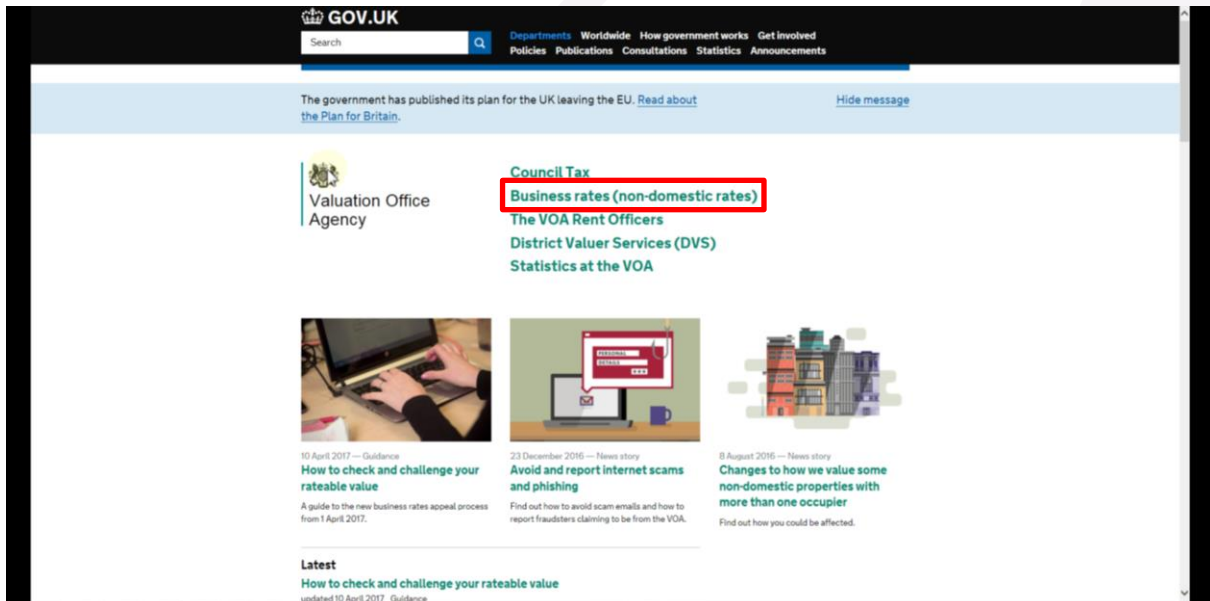 GOV.UK
Search
Departments Worldwide How government works Get involved
Policies Publications Consultations Statistics Announcements
The government has published its plan for the UK leaving the EU. Read about
the Plan for Britain.
Hide message
Valuation Office
Agency
Council Tax
Business rates (non-domestic rates)
The VOA Rent Officers
District Valuer Services (DVS)
Statistics at the VOA
PERSONAL
DETAILS
10 April 2017 — Guidance
How to check and challenge your
rateable value
A guide to the new business rates appeal process
from 1 April 2017.
23 December 2016 — News story
Avoid and report internet scams
and phishing
Find out how to avoid scam emails and how to
report fraudsters claiming to be from the VOA.
8 August 2016 — News story
Changes to how we value some
non-domestic properties with
more than one occupier
Find out how you could be affected.
Latest
How to check and challenge your rateable value
updated 10 April 2017 Guidance